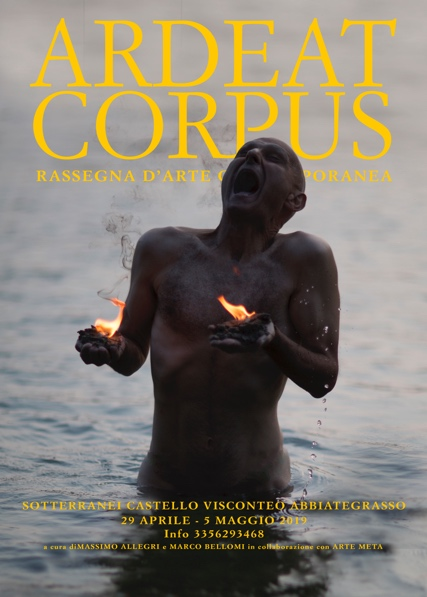 ARDEAT
CORPUS
RASSEGNA D'ARTE PORANEA
SOTTERRANEI CASTELLO VISCONTEO ABBIATEGRASSO
29 APRILE - 5 MAGGIO 2019
Info 3356293468
a cura diMASSIMO ALLEGRI e MARCO BELLOMI in collaborazione con ARTE META